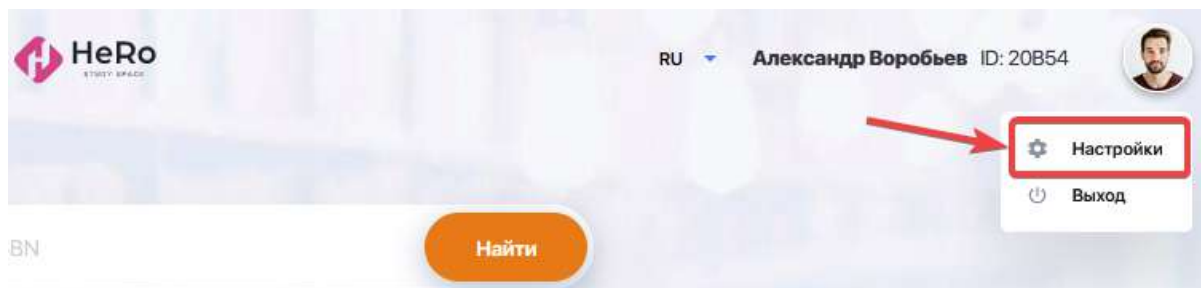 HeRo
STUDY SPACE
RU
Александр Воробьев ID: 20B54
Настройки
Выход
BN
Найти